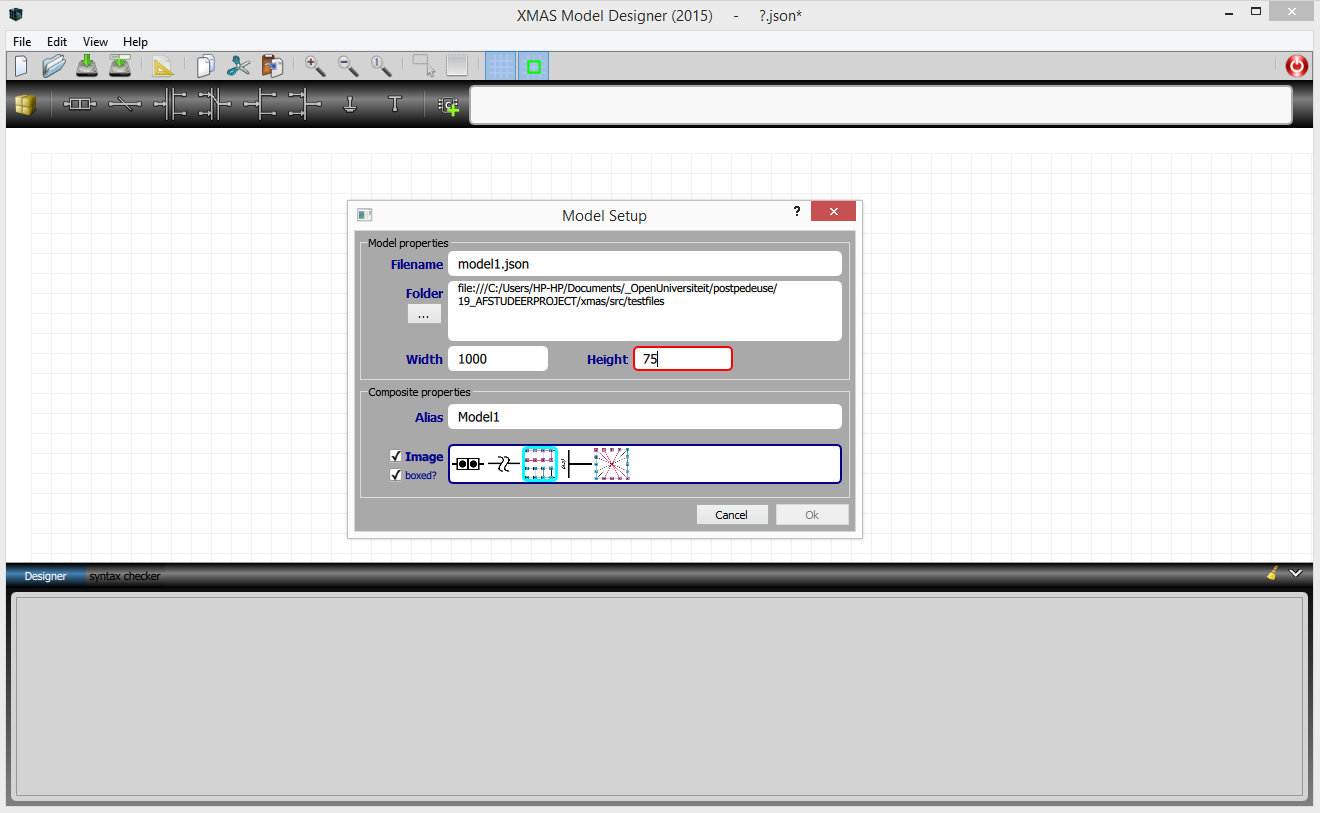 XMAS Model Designer (2015) - ?.json*
File Edit View Help
1
T
C
Model Setup
?
Model properties
Filename model1.json
Folder file:///C:/Users/HP-HP/Documents/_OpenUniversiteit/postpedeuse/
19_AFSTUDEERPROJECT/xmas/src/testfiles
...
Width 1000 Height 75
Composite properties
Alias Model1
Image
boxed?
Cancel Ok
Designer syntax checker